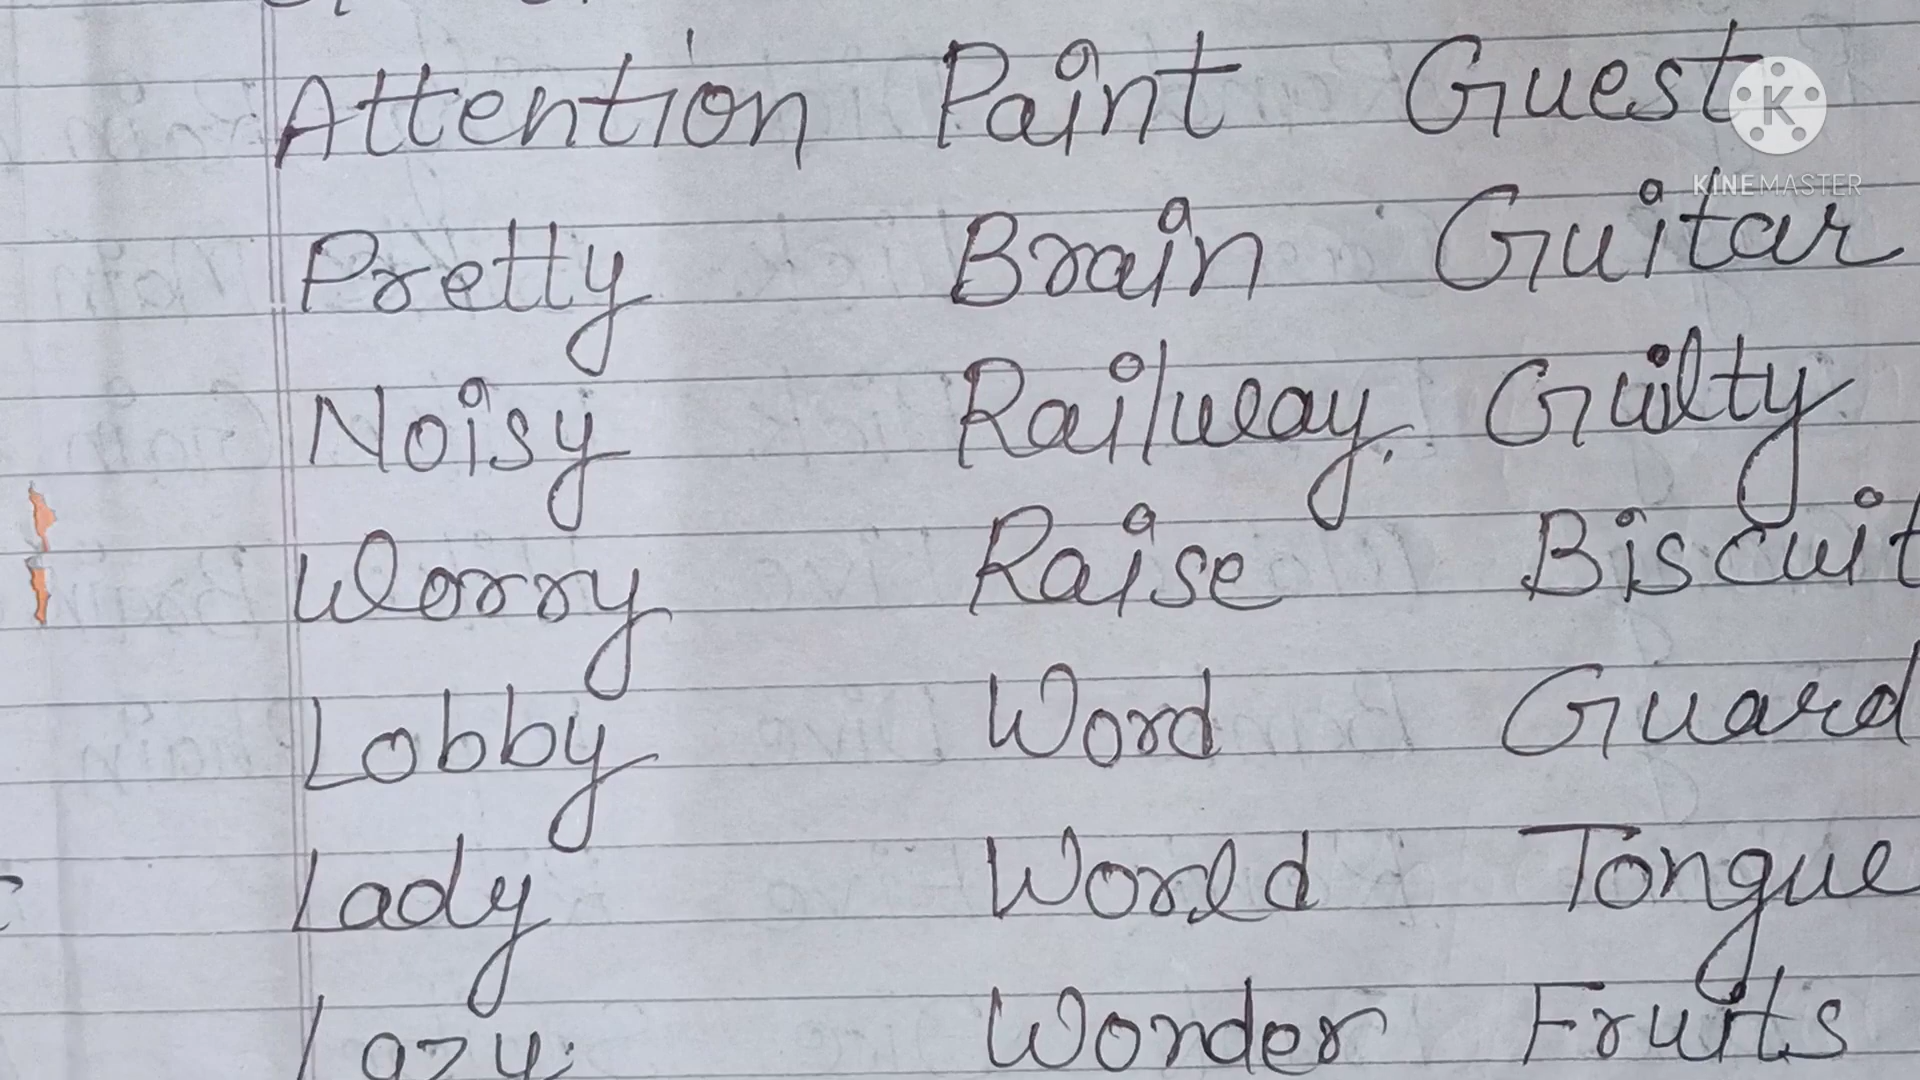 Attention Paint Guest
KINEMASTER
Pretty Brain Guitar
Noisy Railway. Guilty
Worry Raise Biscuit
Lobby Word Guard
Lady World Tongue
Lazy Wonder Fruits